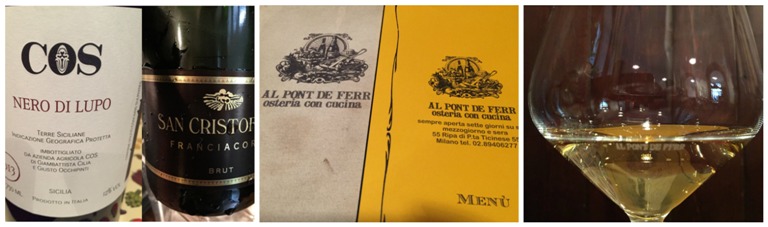 COS
NERO DI LUPO
TERRE SICILIANE
INDICAZIONE GEOGRAFICA PROTETTA
IMBOTTIGLIATO
DA AZIENDA AGRICOLA COS
DI GIAMBATTISTA CILIA
E GIUSTO OCCHIPINTI
750 ML
SICILIA
PRODOTTO IN ITALIA
SAN CRISTOF
FRANCIACOR
BRUT
AL PONT DE FERR
osteria con cucina
AL PONT DE FERR
osteria con cucina
sempre aperta sette giorni su s
mezzogiorno e sera
55 Ripa di P.ta Ticinese 55
Milano tel. 02.89406277
MENÙ
AL PONT DE FERR